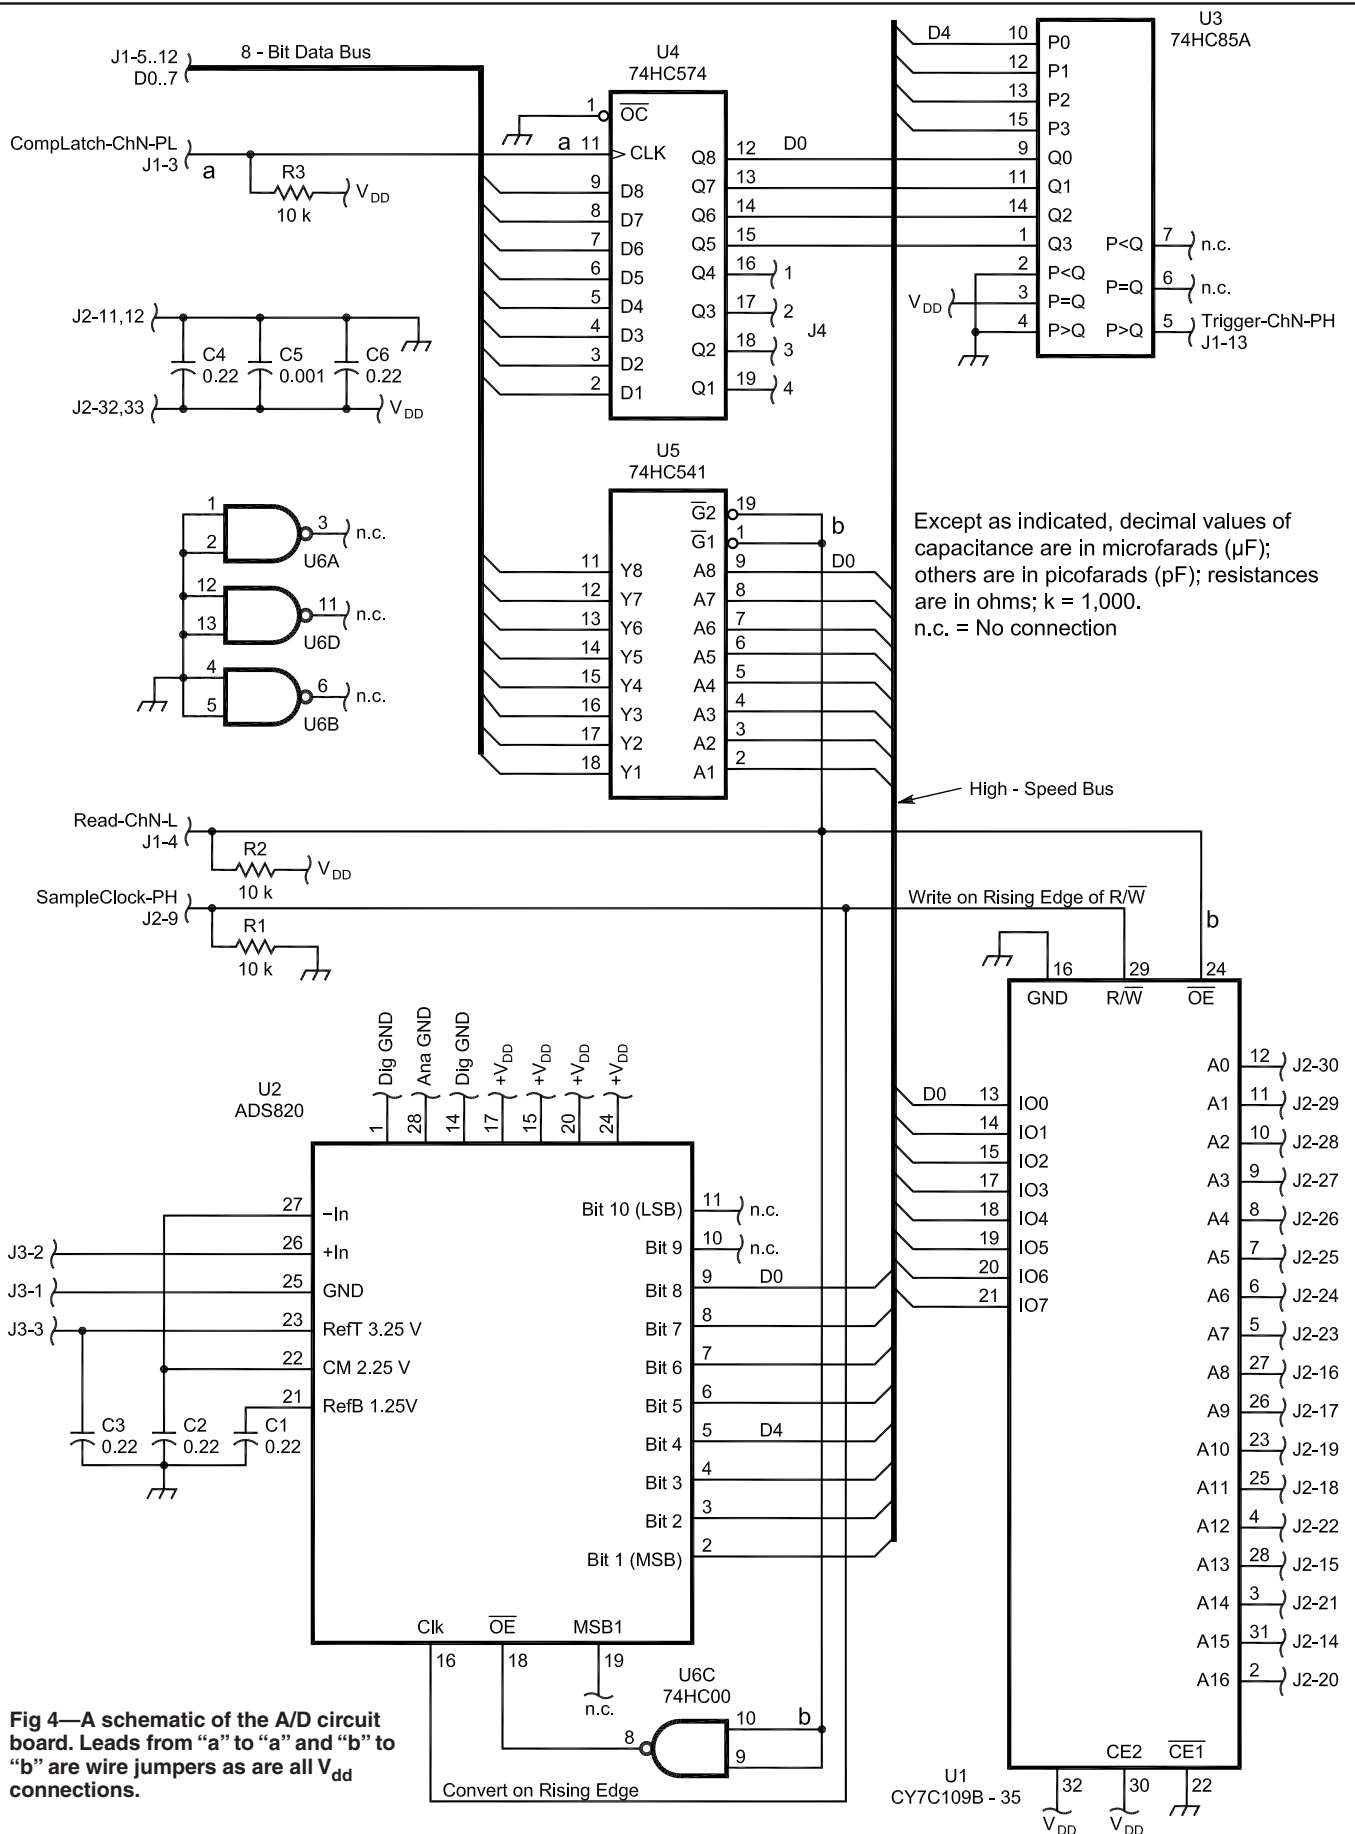 J1-5..12
D0..7
8 - Bit Data Bus
CompLatch-ChN-PL
J1-3
a
R3
10 k
V_DD
U4
74HC574
1
OC
a
11
CLK
9 D8
8 D7
7 D6
6 D5
5 D4
4 D3
3 D2
2 D1
Q8 12 D0
Q7 13
Q6 14
Q5 15
Q4 16 1
Q3 17 2
Q2 18 3
Q1 19 4
J4
U3
74HC85A
D4 10 P0
12 P1
13 P2
15 P3
9 Q0
11 Q1
14 Q2
1 Q3
2 P<Q
V_DD 3 P=Q
4 P>Q
P<Q 7 n.c.
P=Q 6 n.c.
P>Q 5 Trigger-ChN-PH
J1-13
J2-11,12
C4
0.22
C5
0.001
C6
0.22
J2-32,33
V_DD
1
2
3 n.c.
U6A
12
13
11 n.c.
U6D
4
5
6 n.c.
U6B
U5
74HC541
G2 19
G1 1
b
11 Y8
12 Y7
13 Y6
14 Y5
15 Y4
16 Y3
17 Y2
18 Y1
A8 9 D0
A7 8
A6 7
A5 6
A4 5
A3 4
A2 3
A1 2
Except as indicated, decimal values of
capacitance are in microfarads (µF);
others are in picofarads (pF); resistances
are in ohms; k = 1,000.
n.c. = No connection
High - Speed Bus
Read-ChN-L
J1-4
R2
10 k
V_DD
SampleClock-PH
J2-9
R1
10 k
Write on Rising Edge of R/W
b
16 GND
29 R/W
24 OE
U2
ADS820
Dig GND 1
Ana GND 28
Dig GND 14
+V_DD 17
+V_DD 15
+V_DD 20
+V_DD 24
27 –In
J3-2 26 +In
J3-1 25 GND
J3-3 23 RefT 3.25 V
22 CM 2.25 V
21 RefB 1.25V
C3
0.22
C2
0.22
C1
0.22
Bit 10 (LSB) 11 n.c.
Bit 9 10 n.c.
Bit 8 9 D0
Bit 7 8
Bit 6 7
Bit 5 6
Bit 4 5 D4
Bit 3 4
Bit 2 3
Bit 1 (MSB) 2
Clk
16
OE
18
MSB1
19
n.c.
U6C
74HC00
8
10
b
9
Convert on Rising Edge
D0 13 IO0
14 IO1
15 IO2
17 IO3
18 IO4
19 IO5
20 IO6
21 IO7
A0 12 J2-30
A1 11 J2-29
A2 10 J2-28
A3 9 J2-27
A4 8 J2-26
A5 7 J2-25
A6 6 J2-24
A7 5 J2-23
A8 27 J2-16
A9 26 J2-17
A10 23 J2-19
A11 25 J2-18
A12 4 J2-22
A13 28 J2-15
A14 3 J2-21
A15 31 J2-14
A16 2 J2-20
CE2
CE1
U1
CY7C109B - 35
32
V_DD
30
V_DD
22
Fig 4—A schematic of the A/D circuit
board. Leads from “a” to “a” and “b” to
“b” are wire jumpers as are all V_dd
connections.